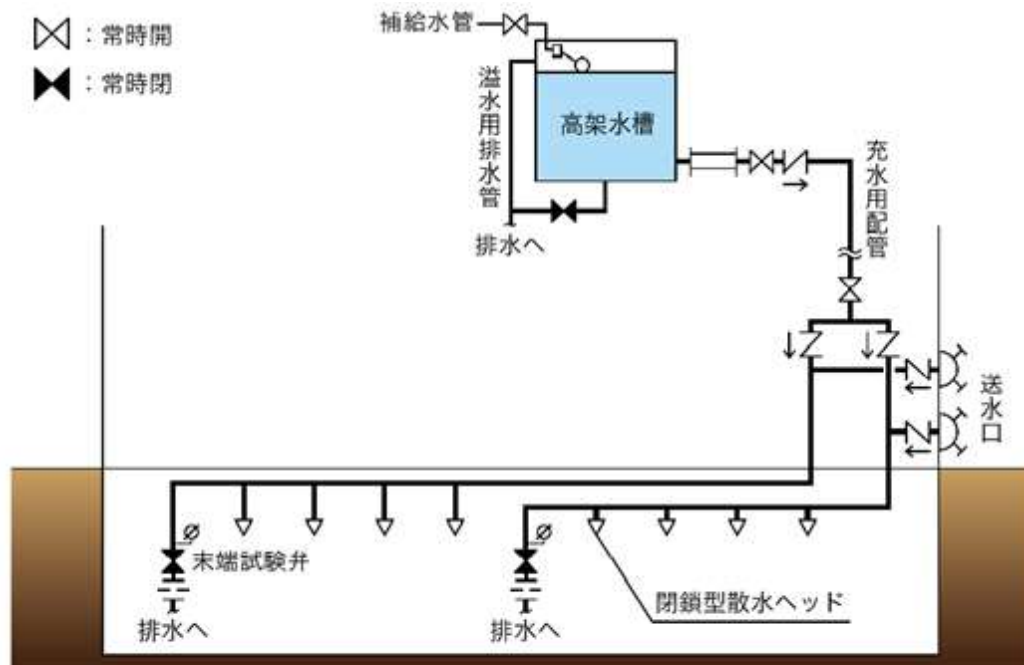 ：常時開
：常時閉
補給水管
溢水用排水管
高架水槽
充水用配管
排水へ
送水口
末端試験弁
閉鎖型散水ヘッド
排水へ
排水へ